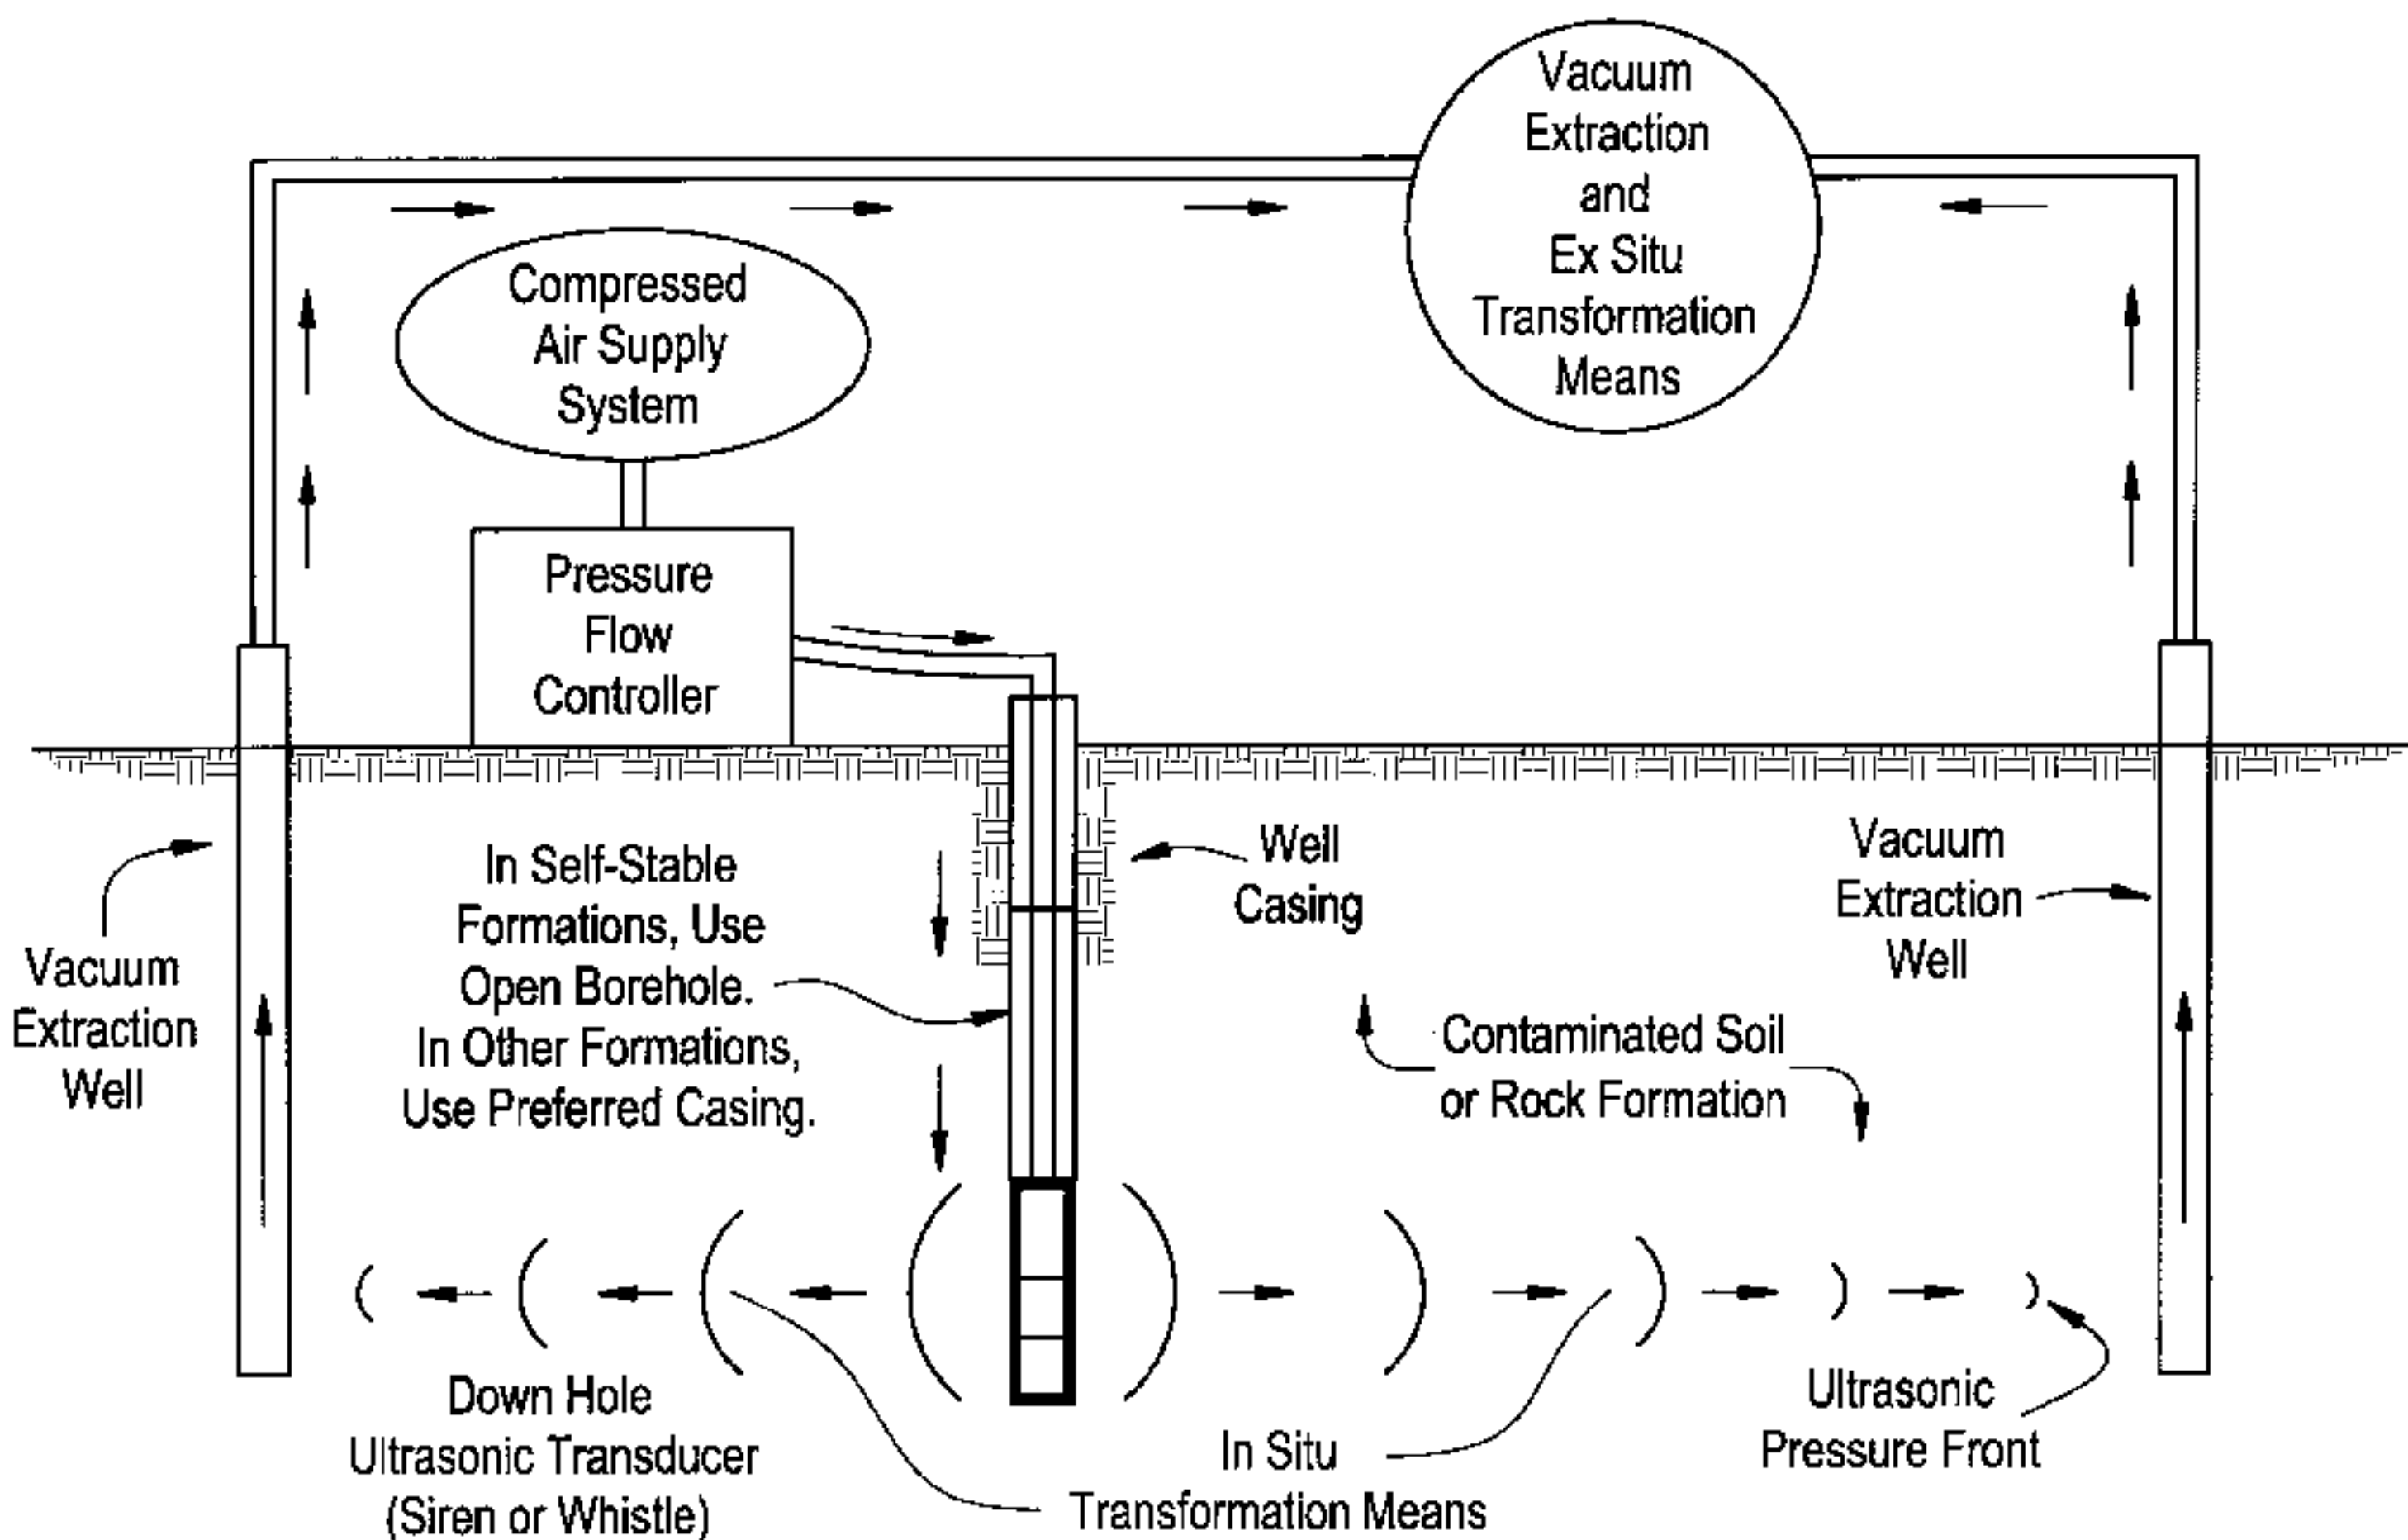 Vacuum
Extraction
and
Ex Situ
Transformation
Means
Compressed
Air Supply
System
Pressure
Flow
Controller
Vacuum
Extraction
Well
In Self-Stable
Formations, Use
Open Borehole.
In Other Formations,
Use Preferred Casing.
Well
Casing
Vacuum
Extraction
Well
Contaminated Soil
or Rock Formation
Down Hole
Ultrasonic Transducer
(Siren or Whistle)
In Situ
Transformation Means
Ultrasonic
Pressure Front